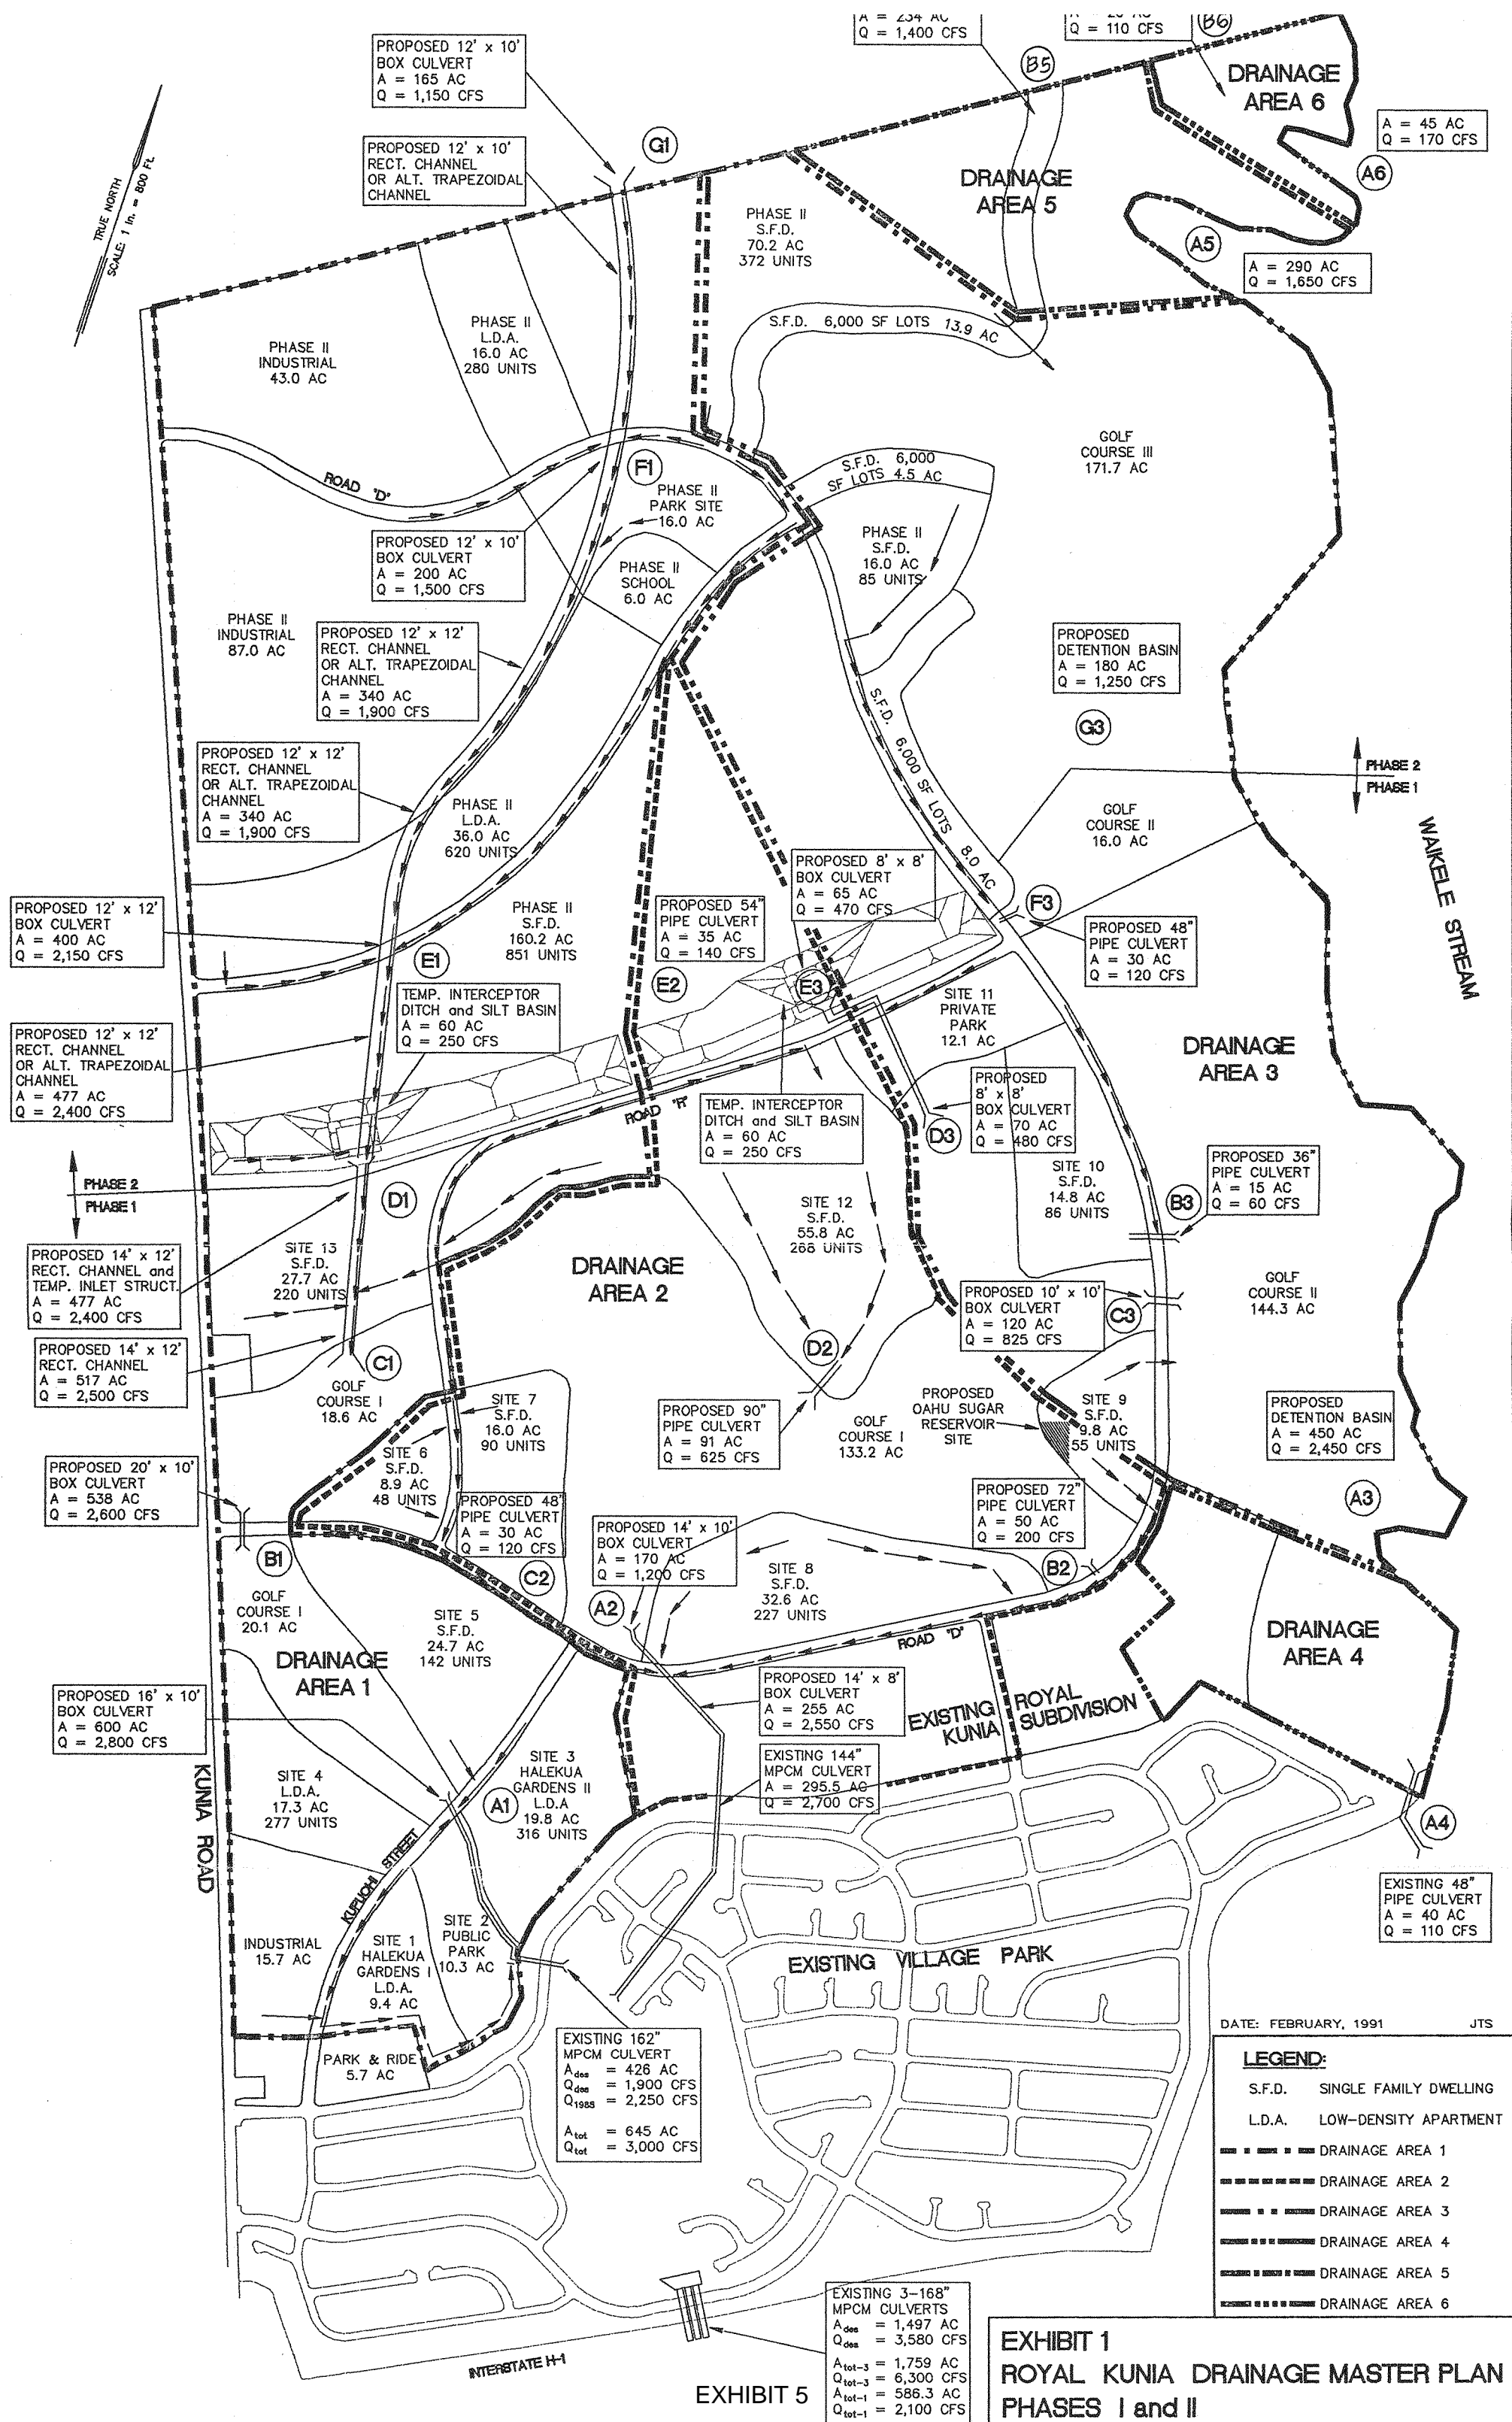 A = 234 AC
Q = 1,400 CFS
Q = 110 CFS
B6
B5
PROPOSED 12' x 10'
BOX CULVERT
A = 165 AC
Q = 1,150 CFS
DRAINAGE
AREA 6
A = 45 AC
Q = 170 CFS
A6
TRUE NORTH
SCALE: 1 in. = 800 Ft.
PROPOSED 12' x 10'
RECT. CHANNEL
OR ALT. TRAPEZOIDAL
CHANNEL
G1
DRAINAGE
AREA 5
A5
A = 290 AC
Q = 1,650 CFS
PHASE II
S.F.D.
70.2 AC
372 UNITS
S.F.D. 6,000 SF LOTS 13.9 AC
PHASE II
INDUSTRIAL
43.0 AC
PHASE II
L.D.A.
16.0 AC
280 UNITS
GOLF
COURSE III
171.7 AC
ROAD "D"
F1
S.F.D. 6,000
SF LOTS 4.5 AC
PHASE II
PARK SITE
16.0 AC
PROPOSED 12' x 10'
BOX CULVERT
A = 200 AC
Q = 1,500 CFS
PHASE II
S.F.D.
16.0 AC
85 UNITS
PHASE II
SCHOOL
6.0 AC
PHASE II
INDUSTRIAL
87.0 AC
PROPOSED 12' x 12'
RECT. CHANNEL
OR ALT. TRAPEZOIDAL
CHANNEL
A = 340 AC
Q = 1,900 CFS
PROPOSED
DETENTION BASIN
A = 180 AC
Q = 1,250 CFS
G3
S.F.D. 6,000 SF LOTS 8.0 AC
PROPOSED 12' x 12'
RECT. CHANNEL
OR ALT. TRAPEZOIDAL
CHANNEL
A = 340 AC
Q = 1,900 CFS
PHASE 2
PHASE 1
PHASE II
L.D.A.
36.0 AC
620 UNITS
GOLF
COURSE II
16.0 AC
WAIKELE STREAM
PROPOSED 8' x 8'
BOX CULVERT
A = 65 AC
Q = 470 CFS
PROPOSED 12' x 12'
BOX CULVERT
A = 400 AC
Q = 2,150 CFS
PHASE II
S.F.D.
160.2 AC
851 UNITS
PROPOSED 54"
PIPE CULVERT
A = 35 AC
Q = 140 CFS
F3
PROPOSED 48"
PIPE CULVERT
A = 30 AC
Q = 120 CFS
E1
E2
E3
TEMP. INTERCEPTOR
DITCH and SILT BASIN
A = 60 AC
Q = 250 CFS
SITE 11
PRIVATE
PARK
12.1 AC
PROPOSED 12' x 12'
RECT. CHANNEL
OR ALT. TRAPEZOIDAL
CHANNEL
A = 477 AC
Q = 2,400 CFS
DRAINAGE
AREA 3
ROAD "R"
TEMP. INTERCEPTOR
DITCH and SILT BASIN
A = 60 AC
Q = 250 CFS
PROPOSED
8' x 8'
BOX CULVERT
A = 70 AC
Q = 480 CFS
D3
PHASE 2
PHASE 1
D1
SITE 10
S.F.D.
14.8 AC
86 UNITS
PROPOSED 36"
PIPE CULVERT
A = 15 AC
Q = 60 CFS
B3
SITE 12
S.F.D.
55.8 AC
268 UNITS
PROPOSED 14' x 12'
RECT. CHANNEL and
TEMP. INLET STRUCT.
A = 477 AC
Q = 2,400 CFS
SITE 13
S.F.D.
27.7 AC
220 UNITS
DRAINAGE
AREA 2
GOLF
COURSE II
144.3 AC
PROPOSED 10' x 10'
BOX CULVERT
A = 120 AC
Q = 825 CFS
C3
PROPOSED 14' x 12'
RECT. CHANNEL
A = 517 AC
Q = 2,500 CFS
C1
D2
GOLF
COURSE I
18.6 AC
SITE 7
S.F.D.
16.0 AC
90 UNITS
PROPOSED 90"
PIPE CULVERT
A = 91 AC
Q = 625 CFS
GOLF
COURSE I
133.2 AC
PROPOSED
OAHU SUGAR
RESERVOIR
SITE
SITE 9
S.F.D.
9.8 AC
55 UNITS
PROPOSED
DETENTION BASIN
A = 450 AC
Q = 2,450 CFS
A3
SITE 6
S.F.D.
8.9 AC
48 UNITS
PROPOSED 20' x 10'
BOX CULVERT
A = 538 AC
Q = 2,600 CFS
PROPOSED 48"
PIPE CULVERT
A = 30 AC
Q = 120 CFS
PROPOSED 72"
PIPE CULVERT
A = 50 AC
Q = 200 CFS
B1
C2
PROPOSED 14' x 10'
BOX CULVERT
A = 170 AC
Q = 1,200 CFS
B2
SITE 8
S.F.D.
32.6 AC
227 UNITS
GOLF
COURSE I
20.1 AC
A2
SITE 5
S.F.D.
24.7 AC
142 UNITS
ROAD "D"
DRAINAGE
AREA 4
DRAINAGE
AREA 1
PROPOSED 16' x 10'
BOX CULVERT
A = 600 AC
Q = 2,800 CFS
PROPOSED 14' x 8'
BOX CULVERT
A = 255 AC
Q = 2,550 CFS
EXISTING ROYAL
KUNIA SUBDIVISION
EXISTING 144"
MPCM CULVERT
A = 295.5 AC
Q = 2,700 CFS
KUNIA ROAD
SITE 4
L.D.A.
17.3 AC
277 UNITS
SITE 3
HALEKUA
GARDENS II
L.D.A
19.8 AC
316 UNITS
A1
KUPUOHI STREET
A4
EXISTING 48"
PIPE CULVERT
A = 40 AC
Q = 110 CFS
INDUSTRIAL
15.7 AC
SITE 1
HALEKUA
GARDENS I
L.D.A.
9.4 AC
SITE 2
PUBLIC
PARK
10.3 AC
EXISTING VILLAGE PARK
PARK & RIDE
5.7 AC
EXISTING 162"
MPCM CULVERT
Ades = 426 AC
Qdes = 1,900 CFS
Q1985 = 2,250 CFS
Atot = 645 AC
Qtot = 3,000 CFS
DATE: FEBRUARY, 1991 JTS
LEGEND:
S.F.D. SINGLE FAMILY DWELLING
L.D.A. LOW-DENSITY APARTMENT
DRAINAGE AREA 1
DRAINAGE AREA 2
DRAINAGE AREA 3
DRAINAGE AREA 4
DRAINAGE AREA 5
DRAINAGE AREA 6
EXISTING 3-168"
MPCM CULVERTS
Ades = 1,497 AC
Qdes = 3,580 CFS
Atot-3 = 1,759 AC
Qtot-3 = 6,300 CFS
Atot-1 = 586.3 AC
Qtot-1 = 2,100 CFS
INTERSTATE H-1
EXHIBIT 5
EXHIBIT 1
ROYAL KUNIA DRAINAGE MASTER PLAN
PHASES I and II